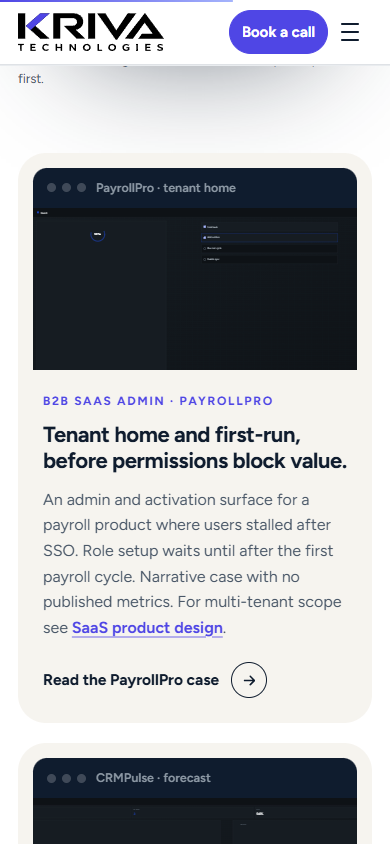 KRIVA
TECHNOLOGIES
Book a call
first.
PayrollPro · tenant home
B2B SAAS ADMIN · PAYROLLPRO
Tenant home and first-run,
before permissions block value.
An admin and activation surface for a
payroll product where users stalled after
SSO. Role setup waits until after the first
payroll cycle. Narrative case with no
published metrics. For multi-tenant scope
see SaaS product design.
Read the PayrollPro case
CRMPulse · forecast